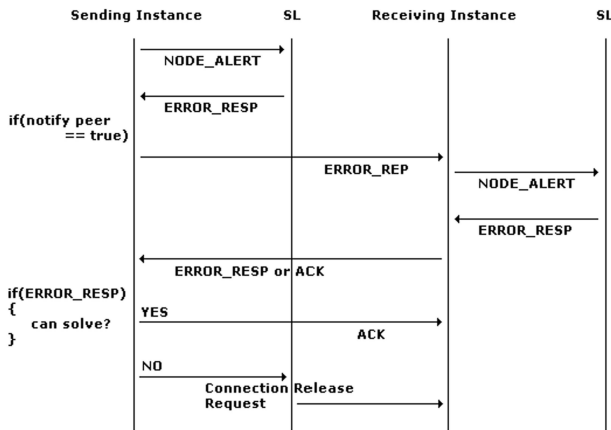 Sending Instance SL Receiving Instance SL
NODE_ALERT
ERROR_RESP
if(notify peer
== true)
ERROR_REP
NODE_ALERT
ERROR_RESP
ERROR_RESP or ACK
if(ERROR_RESP)
{
can solve?
}
YES
ACK
NO
Connection Release
Request